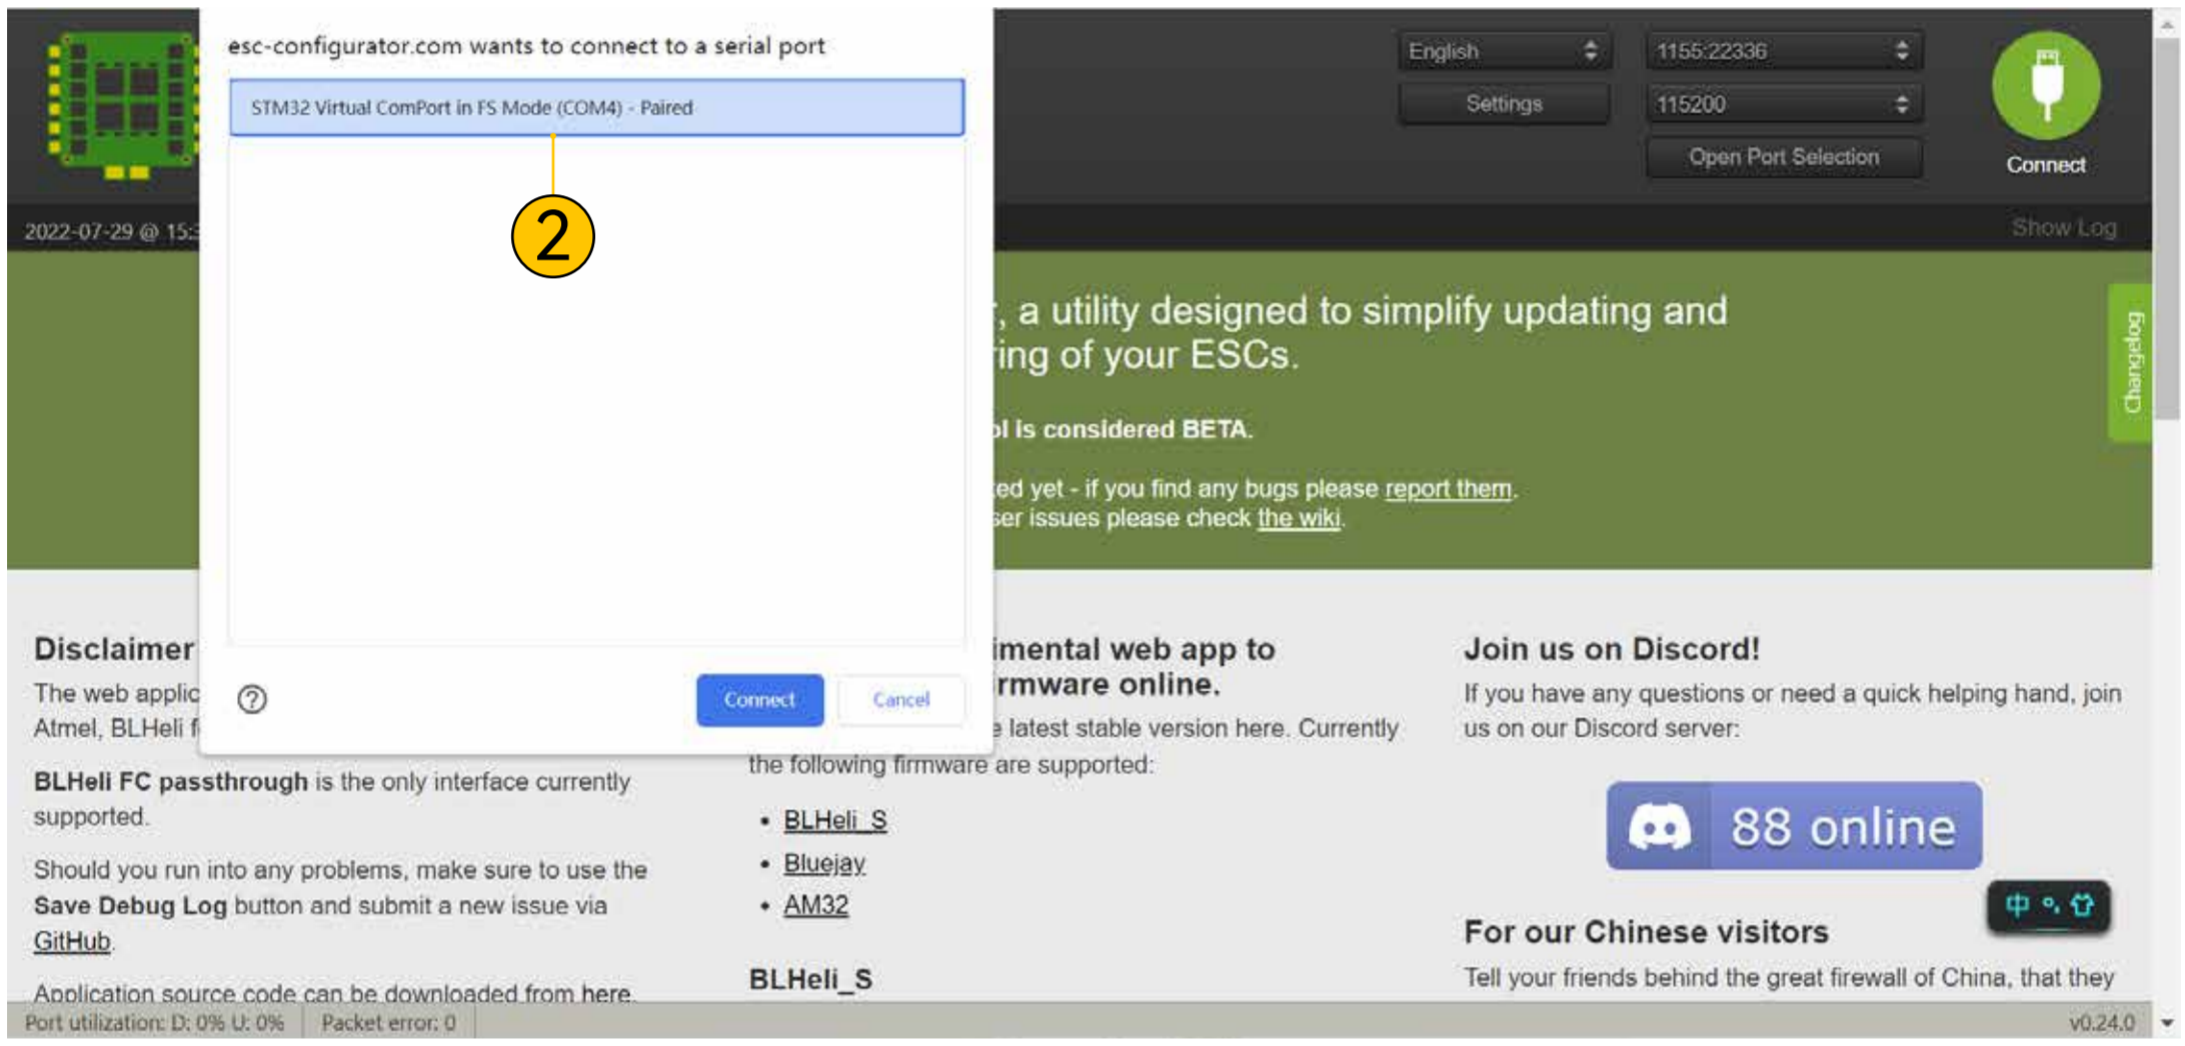 esc-configurator.com wants to connect to a serial port
STM32 Virtual ComPort in FS Mode (COM4) - Paired
2
Connect
Cancel
English
1155:22336
Settings
115200
Open Port Selection
Connect
2022-07-29 @ 15:
Show Log
, a utility designed to simplify updating and
ing of your ESCs.
ol is considered BETA.
ed yet - if you find any bugs please report them.
ser issues please check the wiki.
Changelog
Disclaimer
The web applic
Atmel, BLHeli f
BLHeli FC passthrough is the only interface currently
supported.
Should you run into any problems, make sure to use the
Save Debug Log button and submit a new issue via
GitHub.
Application source code can be downloaded from here.
imental web app to
rmware online.
e latest stable version here. Currently
the following firmware are supported:
• BLHeli_S
• Bluejay
• AM32
BLHeli_S
Join us on Discord!
If you have any questions or need a quick helping hand, join
us on our Discord server:
88 online
中
For our Chinese visitors
Tell your friends behind the great firewall of China, that they
Port utilization: D: 0% U: 0%
Packet error: 0
v0.24.0